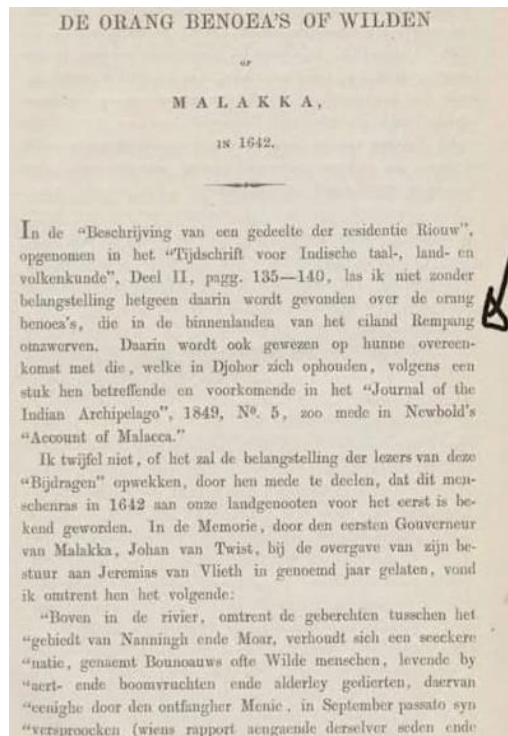 DE ORANG BENOEA'S OF WILDEN
OP
MALAKKA,
IN 1642.
In de "Beschrijving van een gedeelte der residentie Riouw",
opgenomen in het "Tijdschrift voor Indische taal-, land- en
volkenkunde", Deel II, pagg. 135—140, las ik niet zonder
belangstelling hetgeen daarin wordt gevonden over de orang
benoea's, die in de binnenlanden van het eiland Rempang
omzwerven. Daarin wordt ook gewezen op hunne overeen-
komst met die, welke in Djohor zich ophouden, volgens een
stuk hen betreffende en voorkomende in het "Journal of the
Indian Archipelago", 1849, No. 5, zoo mede in Newbold's
"Account of Malacca."
Ik twijfel niet, of het zal de belangstelling der lezers van deze
"Bijdragen" opwekken, door hen mede te deelen, dat dit men-
schenras in 1642 aan onze landgenooten voor het eerst is be-
kend geworden. In de Memorie, door den eersten Gouverneur
van Malakka, Johan van Twist, bij de overgave van zijn be-
stuur aan Jeremias van Vlieth in genoemd jaar gelaten, vond
ik omtrent hen het volgende:
"Boven in de rivier, omtrent de geberchten tusschen het
"gebiedt van Nanningh ende Moar, verhoudt sich een seeckere
"natie, genaemt Bounoauws ofte Wilde menschen, levende by
"aert- ende boomvruchten ende alderley gedierten, daervan
"eenighe door den ontfangher Menie, in September passato syn
"versproocken (wiens rapport aengaende derselver seden ende